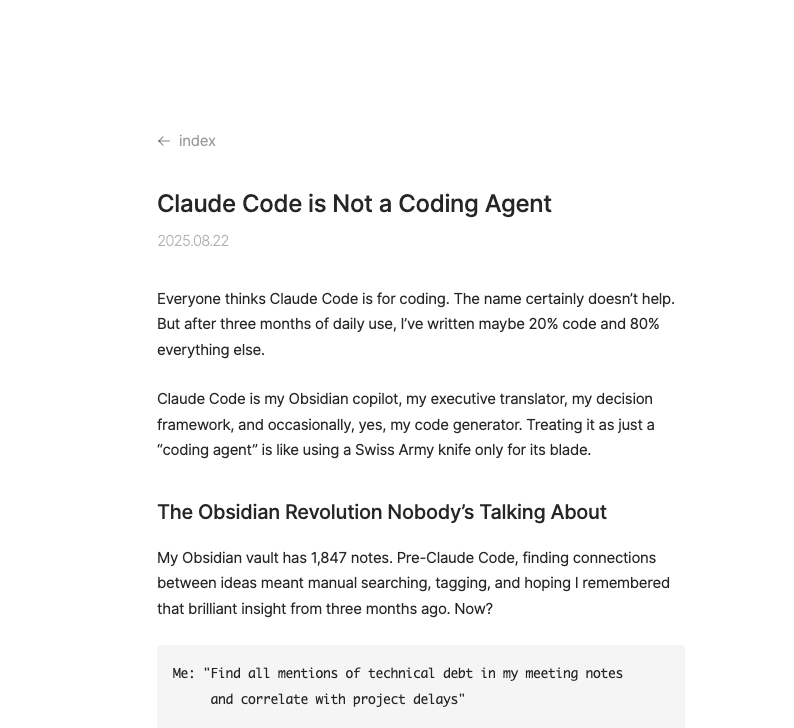 ← index
Claude Code is Not a Coding Agent
2025.08.22
Everyone thinks Claude Code is for coding. The name certainly doesn’t help.
But after three months of daily use, I’ve written maybe 20% code and 80%
everything else.
Claude Code is my Obsidian copilot, my executive translator, my decision
framework, and occasionally, yes, my code generator. Treating it as just a
“coding agent” is like using a Swiss Army knife only for its blade.
The Obsidian Revolution Nobody’s Talking About
My Obsidian vault has 1,847 notes. Pre-Claude Code, finding connections
between ideas meant manual searching, tagging, and hoping I remembered
that brilliant insight from three months ago. Now?
Me: "Find all mentions of technical debt in my meeting notes
and correlate with project delays"